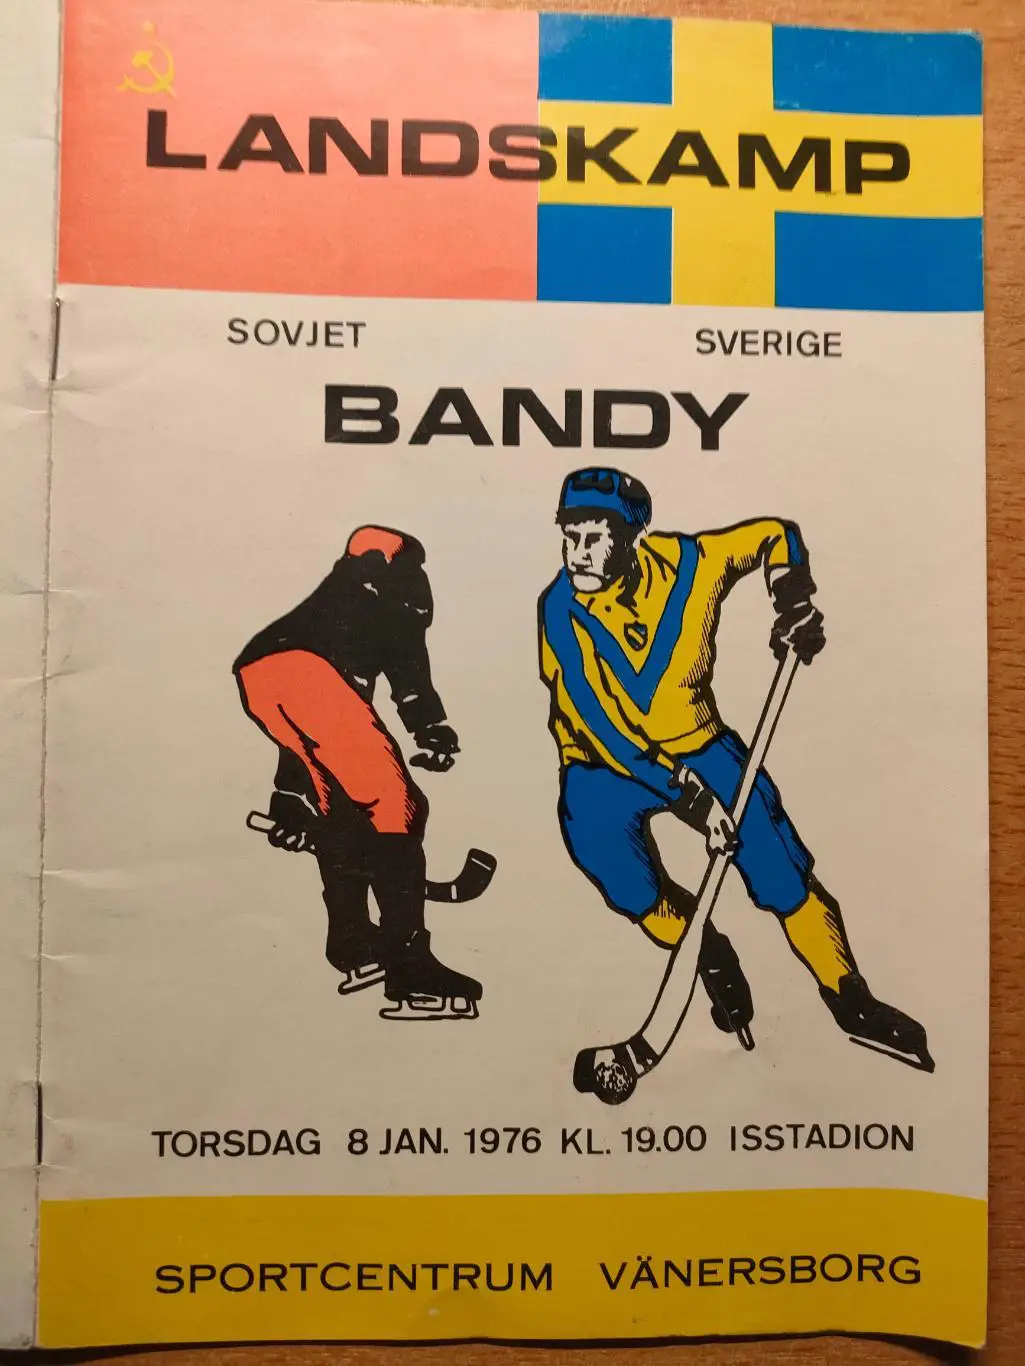 LANDSKAMP
SOVJET SVERIGE
BANDY
TORSDAG 8 JAN. 1976 KL. 19.00 ISSTADION
SPORTCENTRUM VÄNERSBORG